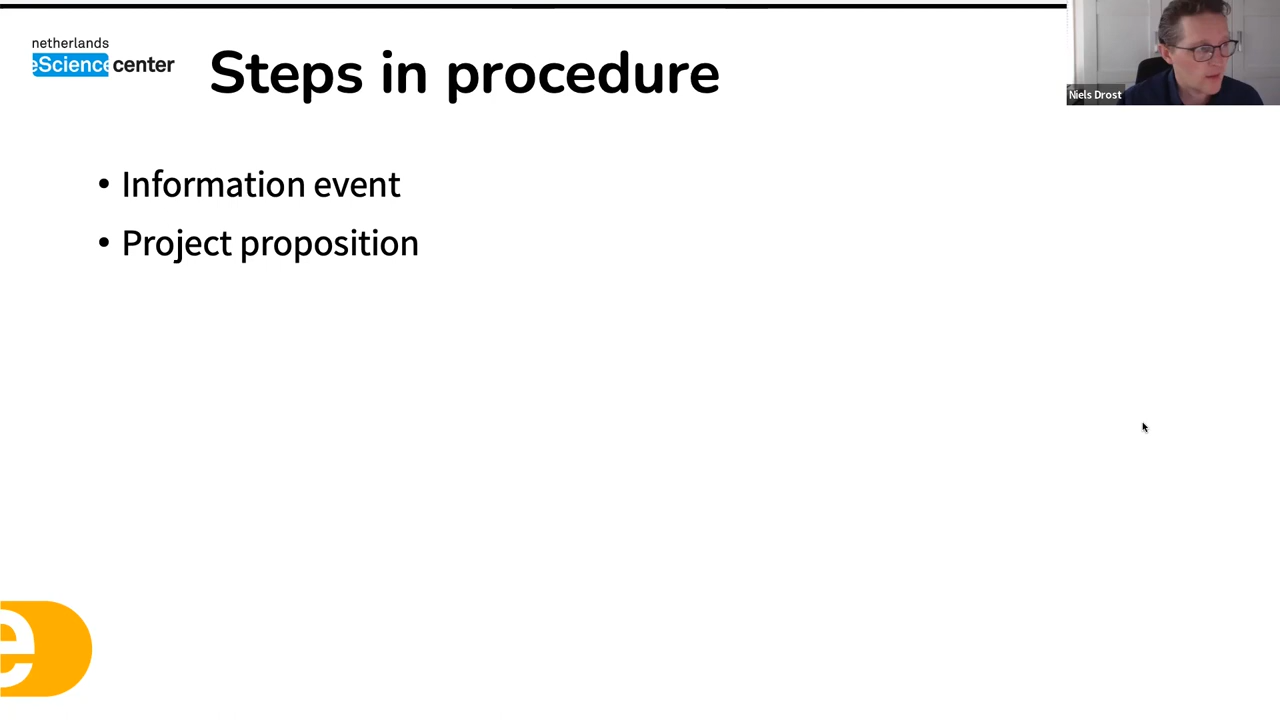 netherlands
eScience center
Steps in procedure
Niels Drost
• Information event
• Project proposition
e